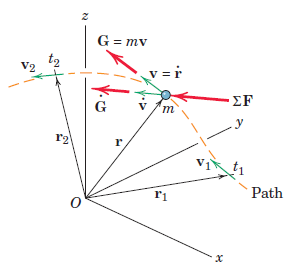 z
G = mv
v₂
t₂
v = ṙ
Ġ
v̇
m
ΣF
r₂
r
y
v₁
t₁
r₁
O
Path
x